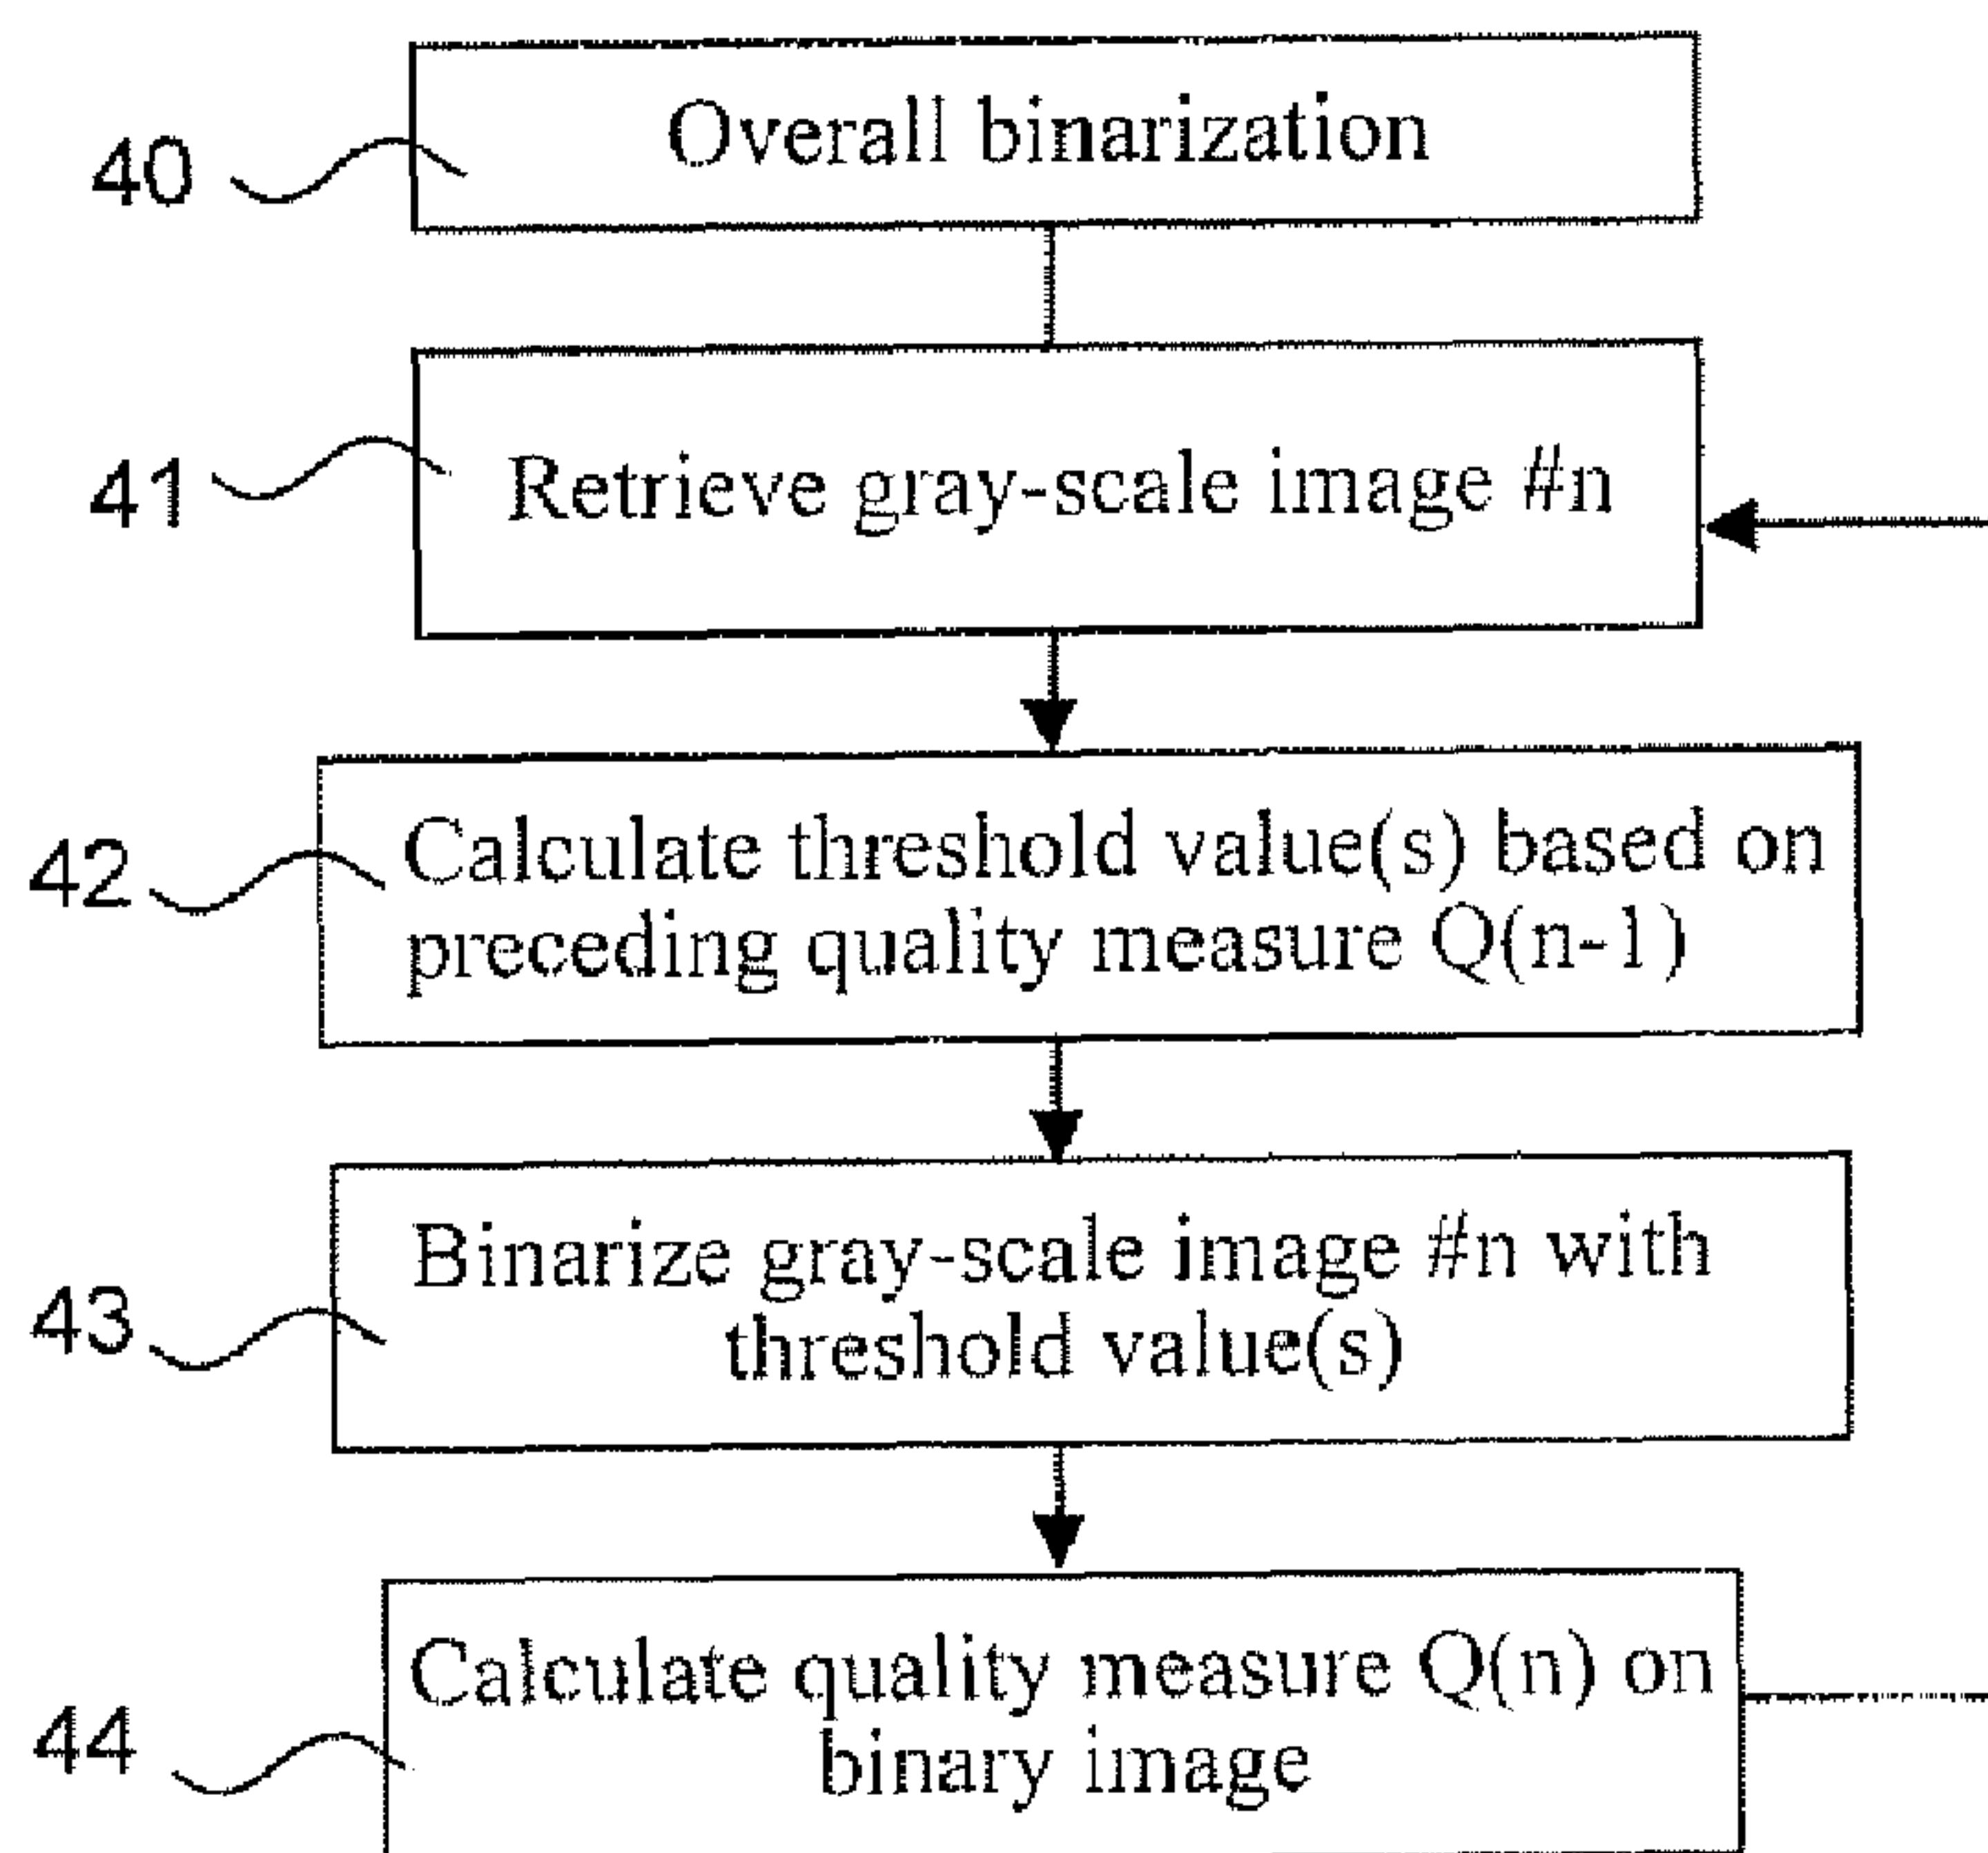 40
Overall binarization
41
Retrieve gray-scale image #n
42
Calculate threshold value(s) based on
preceding quality measure Q(n-1)
43
Binarize gray-scale image #n with
threshold value(s)
44
Calculate quality measure Q(n) on
binary image